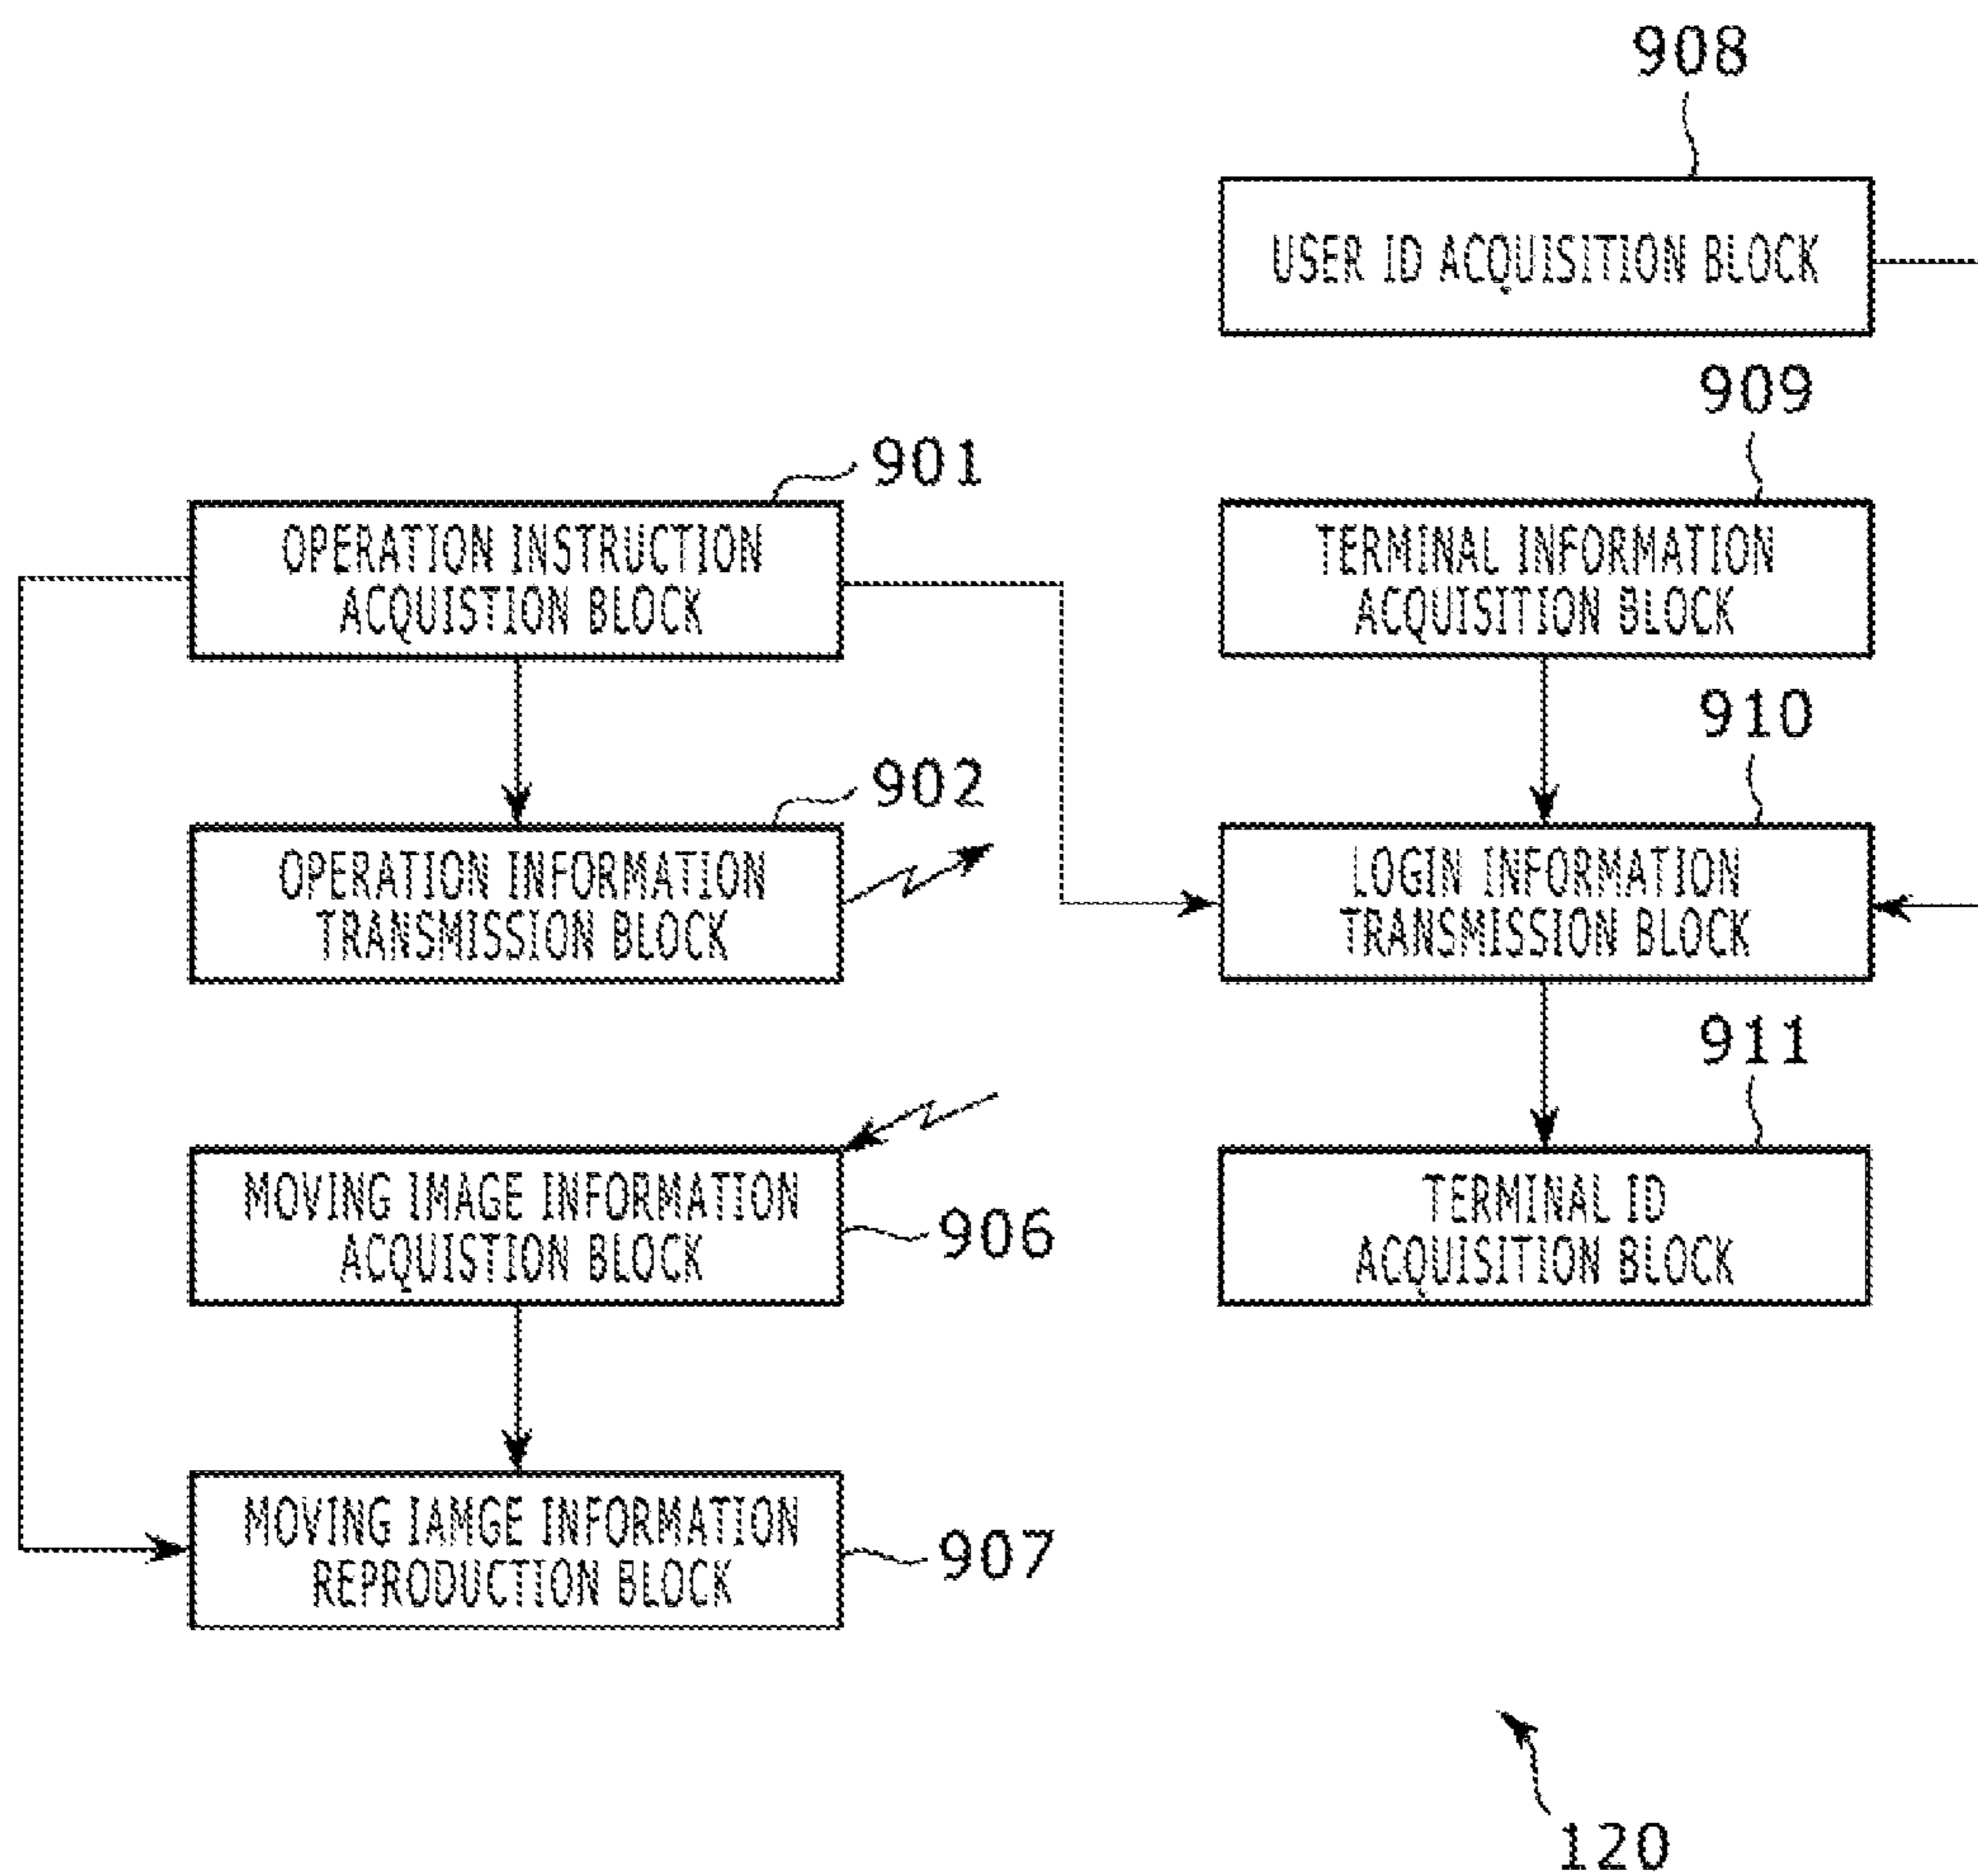 908
USER ID ACQUISITION BLOCK
909
901
OPERATION INSTRUCTION
ACQUISTION BLOCK
TERMINAL INFORMATION
ACQUISITION BLOCK
910
902
OPERATION INFORMATION
TRANSMISSION BLOCK
LOGIN INFORMATION
TRANSMISSION BLOCK
911
MOVING IMAGE INFORMATION
ACQUISTION BLOCK
906
TERMINAL ID
ACQUISITION BLOCK
MOVING IAMGE INFORMATION
REPRODUCTION BLOCK
907
120